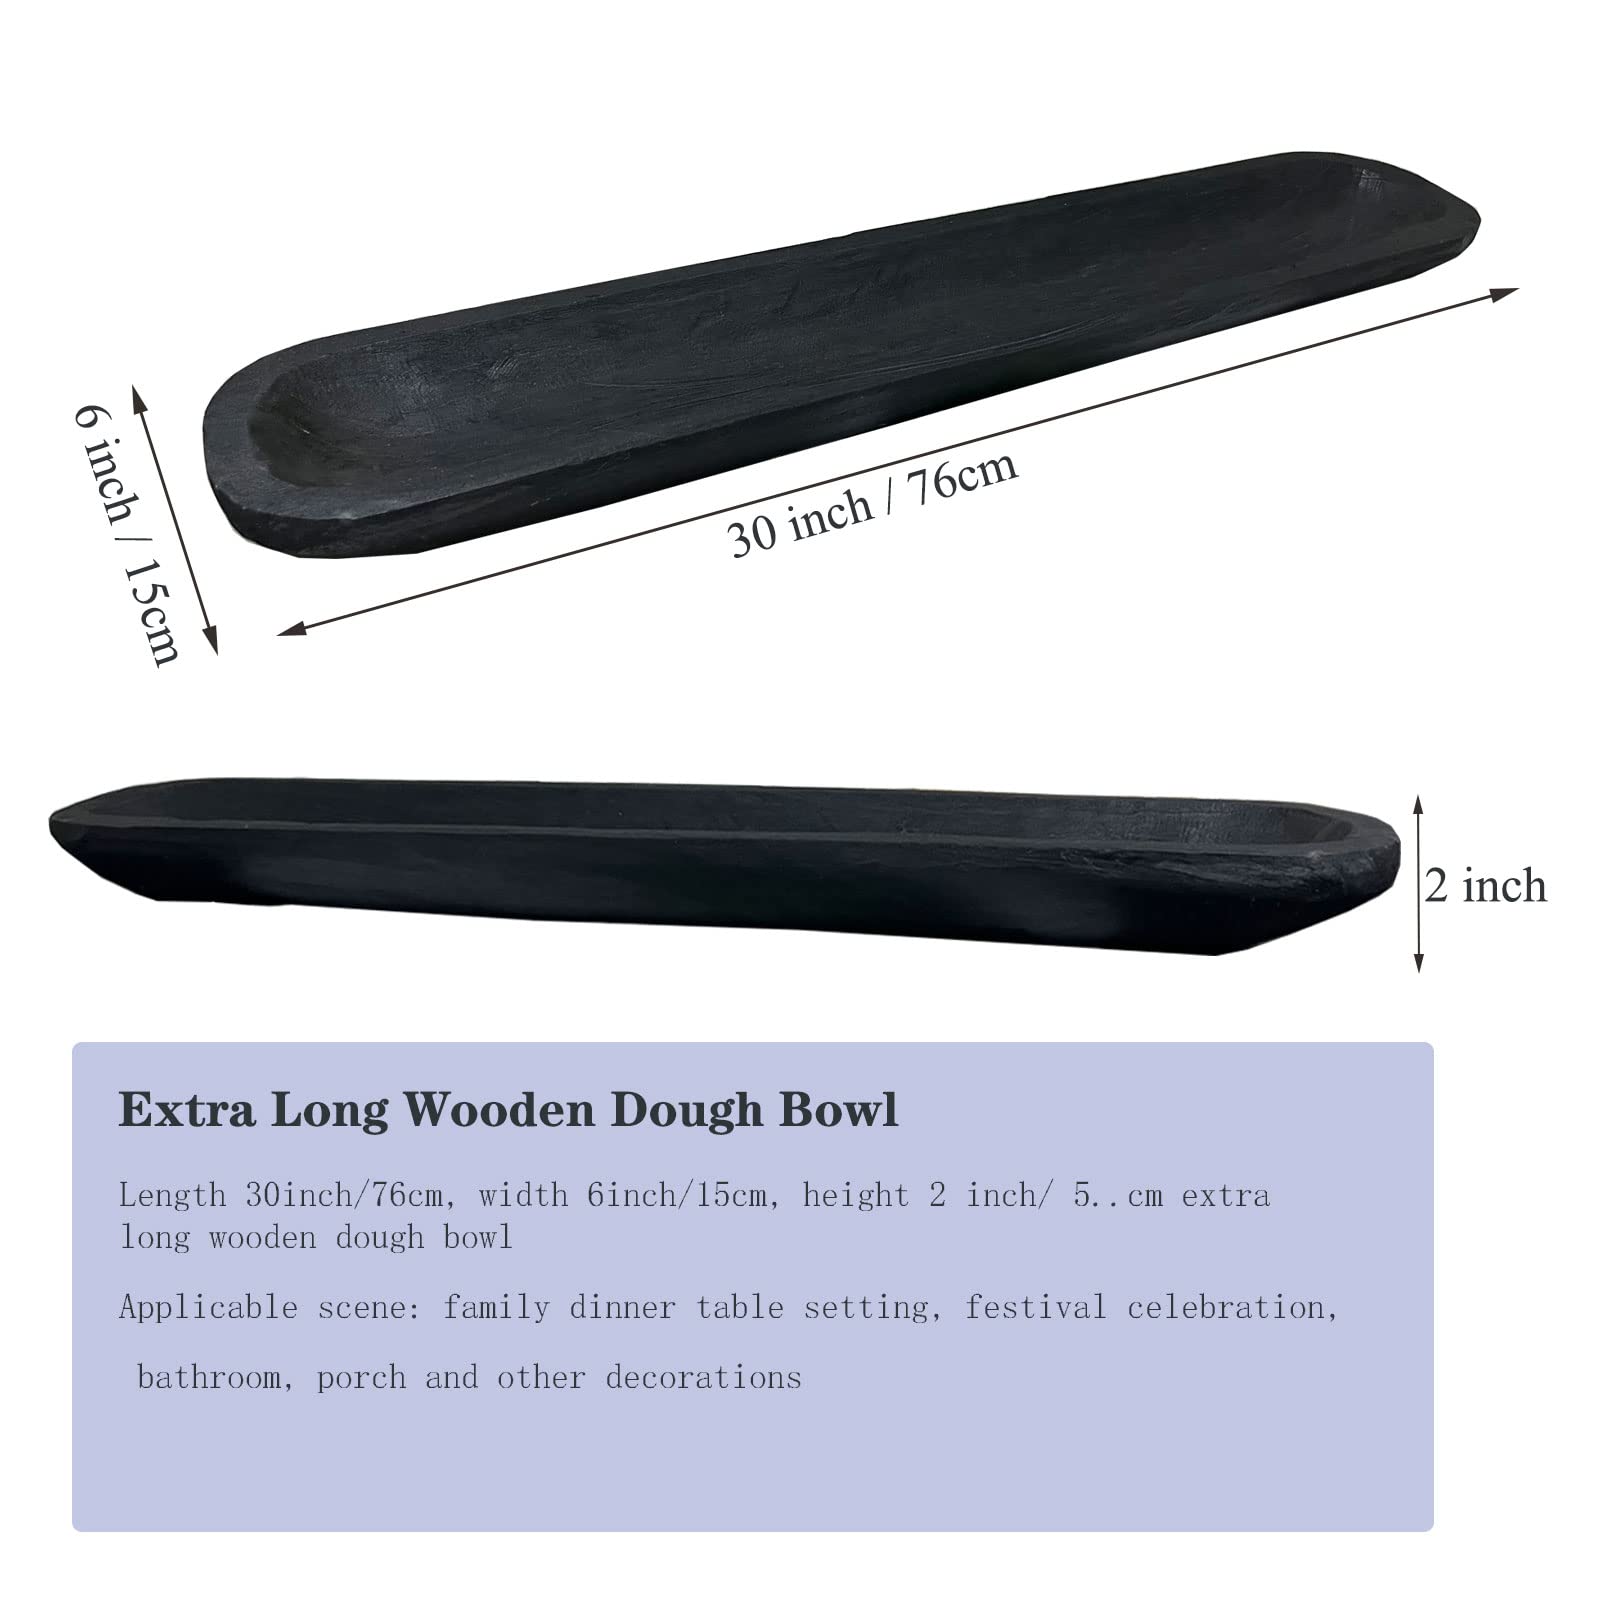 6 inch / 15cm
30 inch / 76cm
2 inch
Extra Long Wooden Dough Bowl
Length 30inch/76cm, width 6inch/15cm, height 2 inch/ 5..cm extra
long wooden dough bowl
Applicable scene: family dinner table setting, festival celebration,
bathroom, porch and other decorations